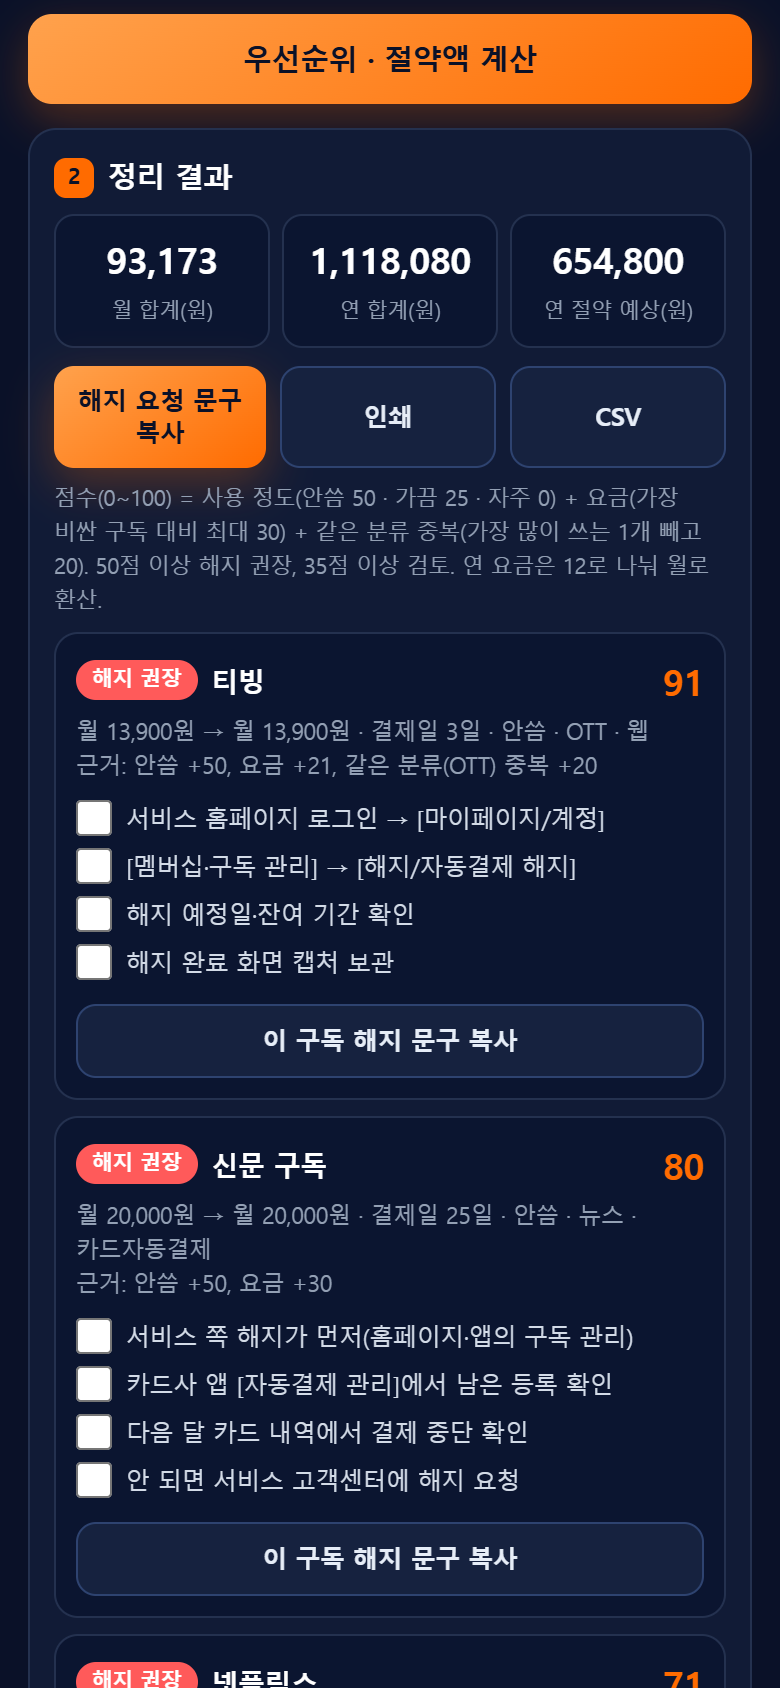 우선순위 · 절약액 계산
2 정리 결과
93,173
월 합계(원)
1,118,080
연 합계(원)
654,800
연 절약 예상(원)
해지 요청 문구
복사
인쇄
CSV
점수(0~100) = 사용 정도(안씀 50 · 가끔 25 · 자주 0) + 요금(가장
비싼 구독 대비 최대 30) + 같은 분류 중복(가장 많이 쓰는 1개 빼고
20). 50점 이상 해지 권장, 35점 이상 검토. 연 요금은 12로 나눠 월로
환산.
해지 권장 티빙 91
월 13,900원 → 월 13,900원 · 결제일 3일 · 안씀 · OTT · 웹
근거: 안씀 +50, 요금 +21, 같은 분류(OTT) 중복 +20
서비스 홈페이지 로그인 → [마이페이지/계정]
[멤버십·구독 관리] → [해지/자동결제 해지]
해지 예정일·잔여 기간 확인
해지 완료 화면 캡처 보관
이 구독 해지 문구 복사
해지 권장 신문 구독 80
월 20,000원 → 월 20,000원 · 결제일 25일 · 안씀 · 뉴스 ·
카드자동결제
근거: 안씀 +50, 요금 +30
서비스 쪽 해지가 먼저(홈페이지·앱의 구독 관리)
카드사 앱 [자동결제 관리]에서 남은 등록 확인
다음 달 카드 내역에서 결제 중단 확인
안 되면 서비스 고객센터에 해지 요청
이 구독 해지 문구 복사
해지 권장 넷플릭스 71